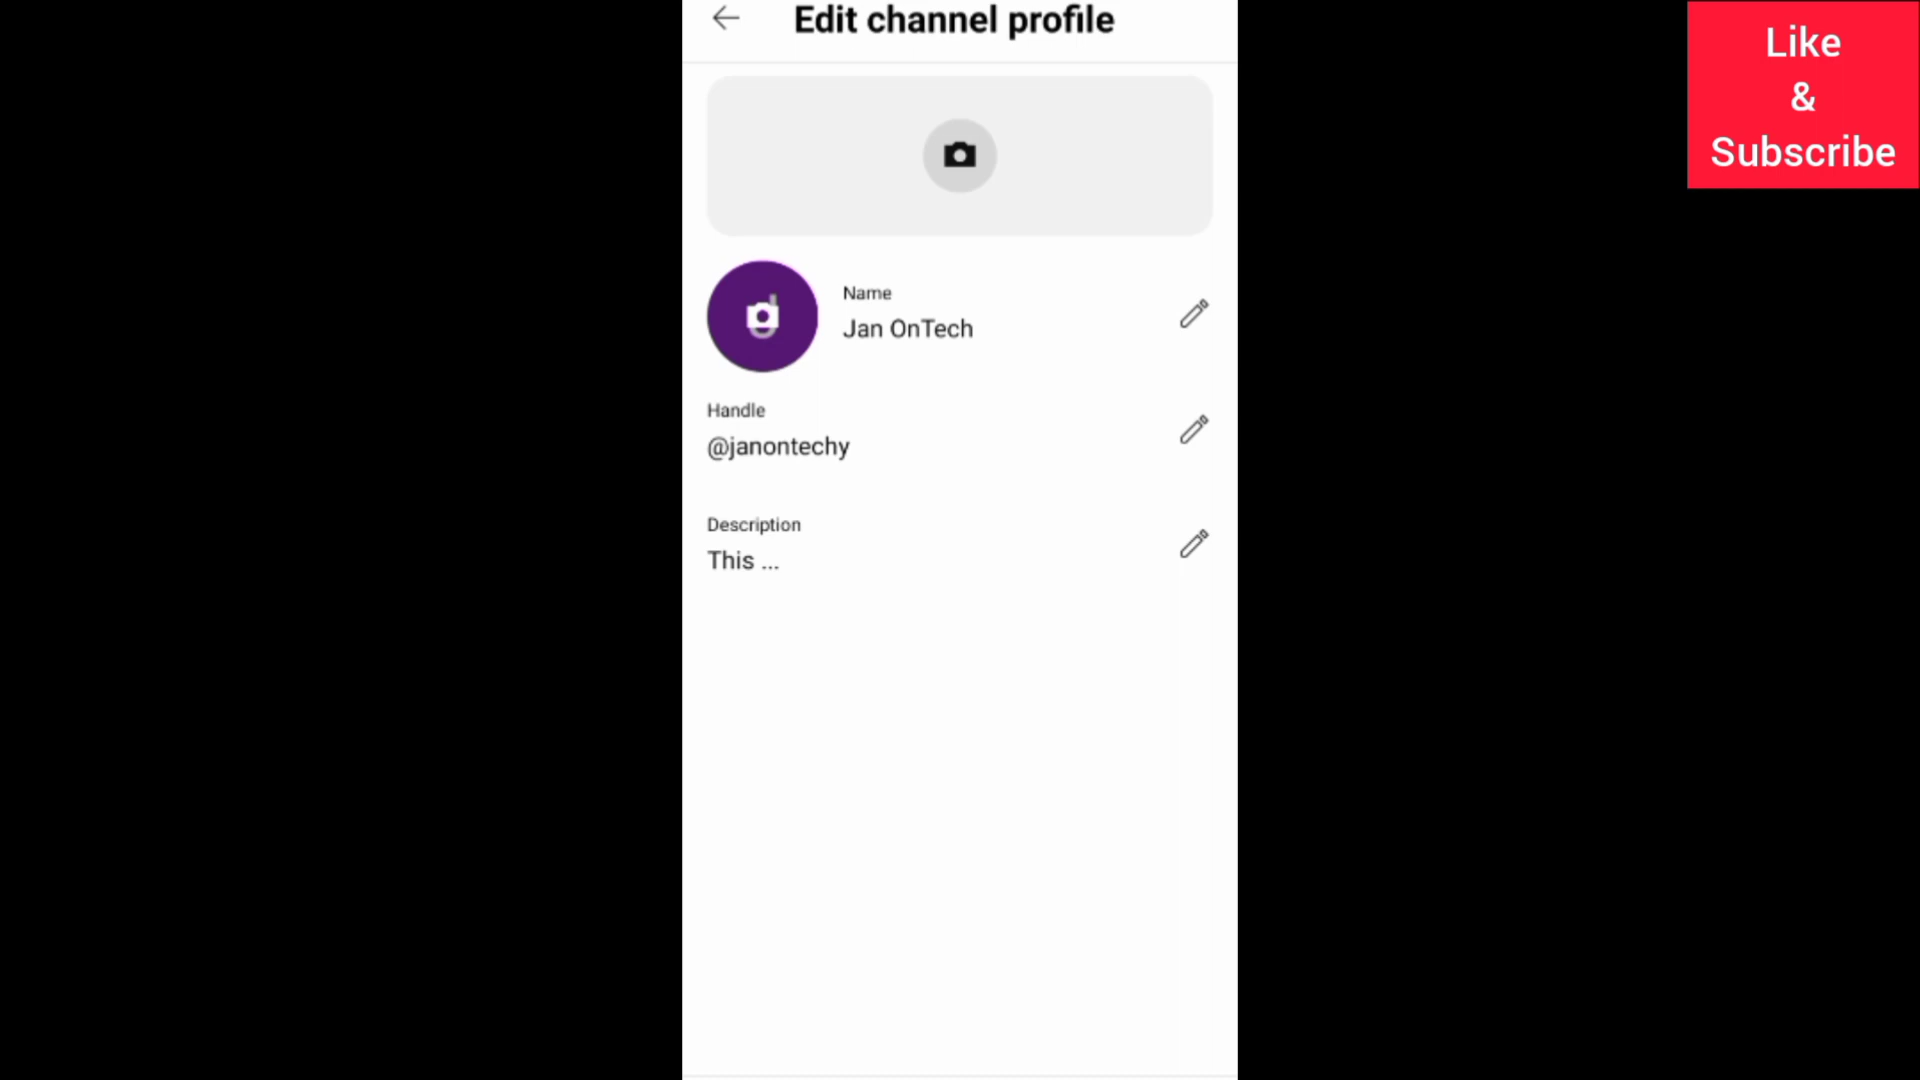 Edit channel profile
Like
&
Subscribe
Name
Jan OnTech
Handle
@janontechy
Description
This ...